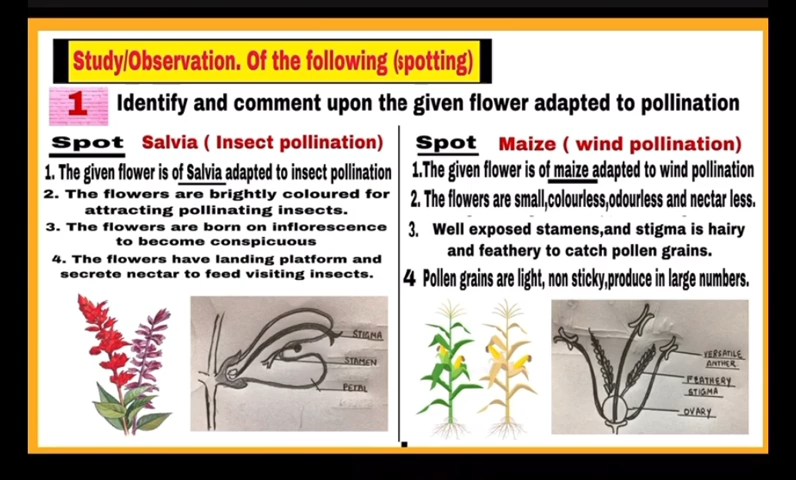 Study/Observation. Of the following (spotting)
1 Identify and comment upon the given flower adapted to pollination
Spot Salvia ( Insect pollination)
1. The given flower is of Salvia adapted to insect pollination
2. The flowers are brightly coloured for
attracting pollinating insects.
3. The flowers are born on inflorescence
to become conspicuous
4. The flowers have landing platform and
secrete nectar to feed visiting insects.
STIGMA
STAMEN
PETAL
Spot Maize ( wind pollination)
1.The given flower is of maize adapted to wind pollination
2. The flowers are small,colourless,odourless and nectar less.
3. Well exposed stamens,and stigma is hairy
and feathery to catch pollen grains.
4 Pollen grains are light, non sticky,produce in large numbers.
VERSATILE
ANTHER
FEATHERY
STIGMA
OVARY